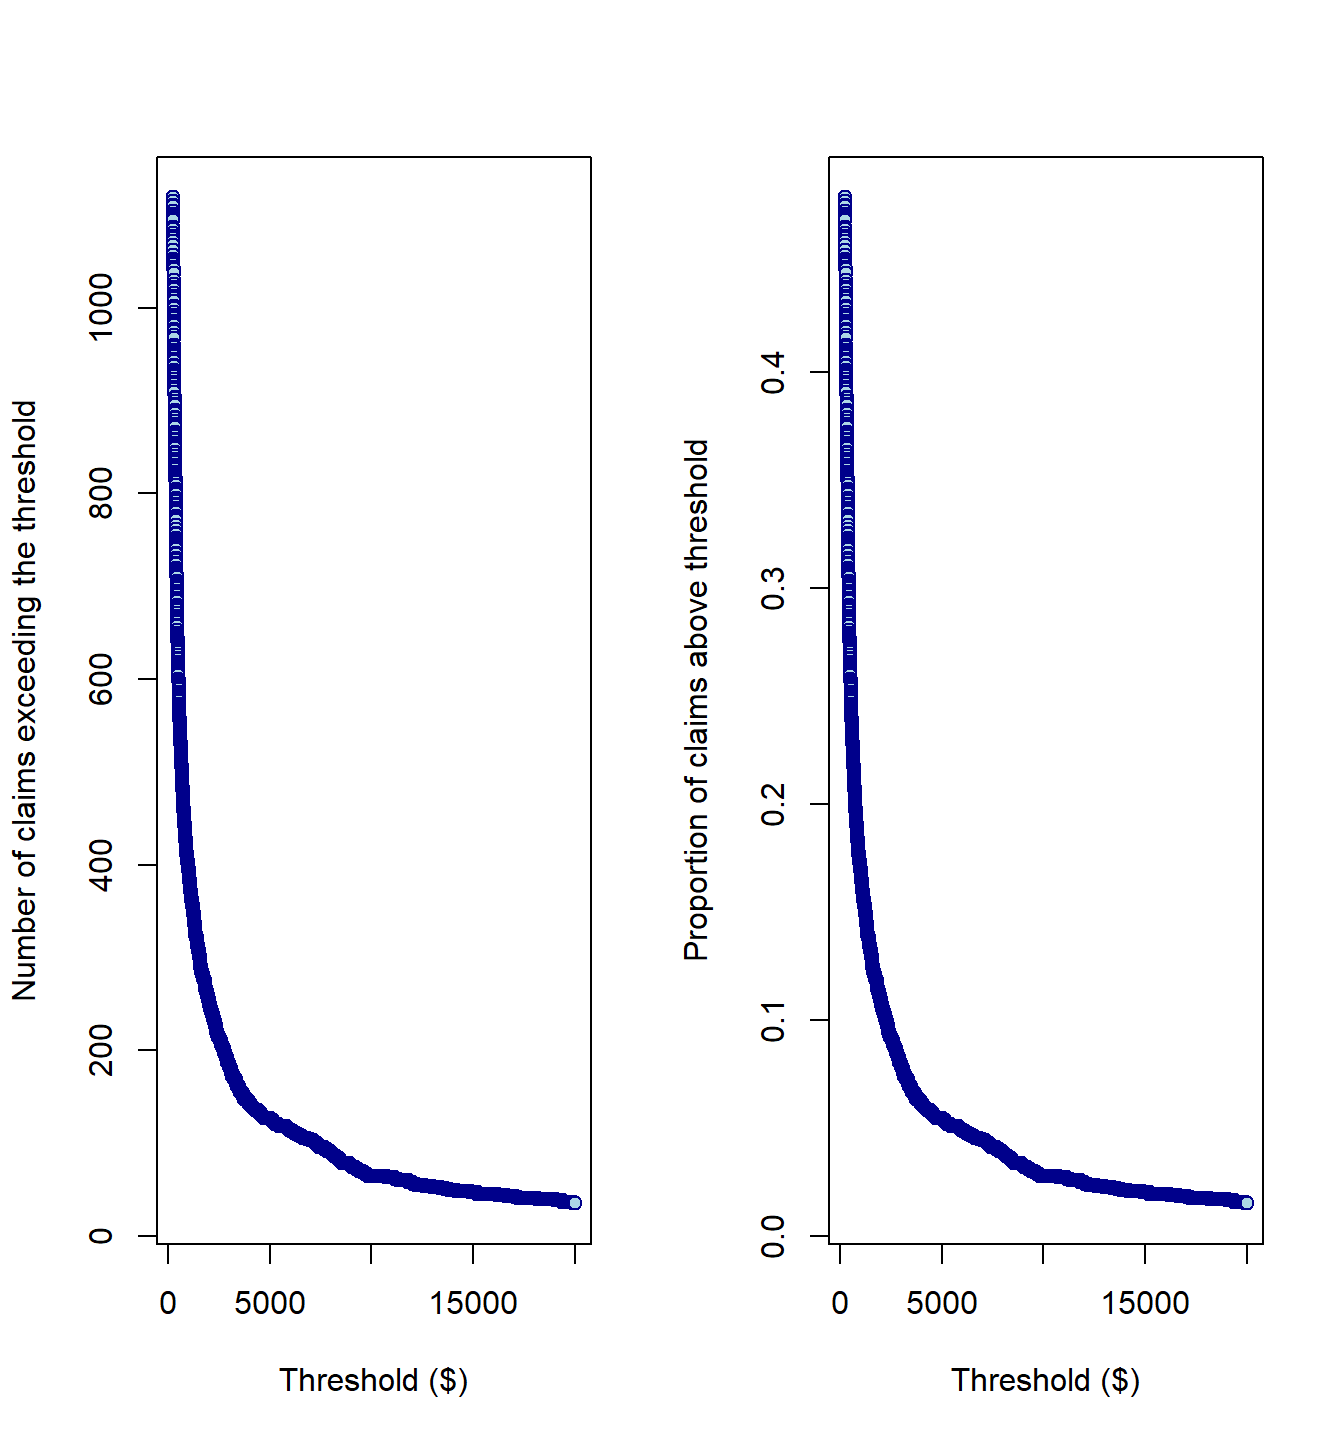 Number of claims exceeding the threshold
1000
800
600
400
200
0
0 5000 15000
Threshold ($)
Proportion of claims above threshold
0.4
0.3
0.2
0.1
0.0
0 5000 15000
Threshold ($)